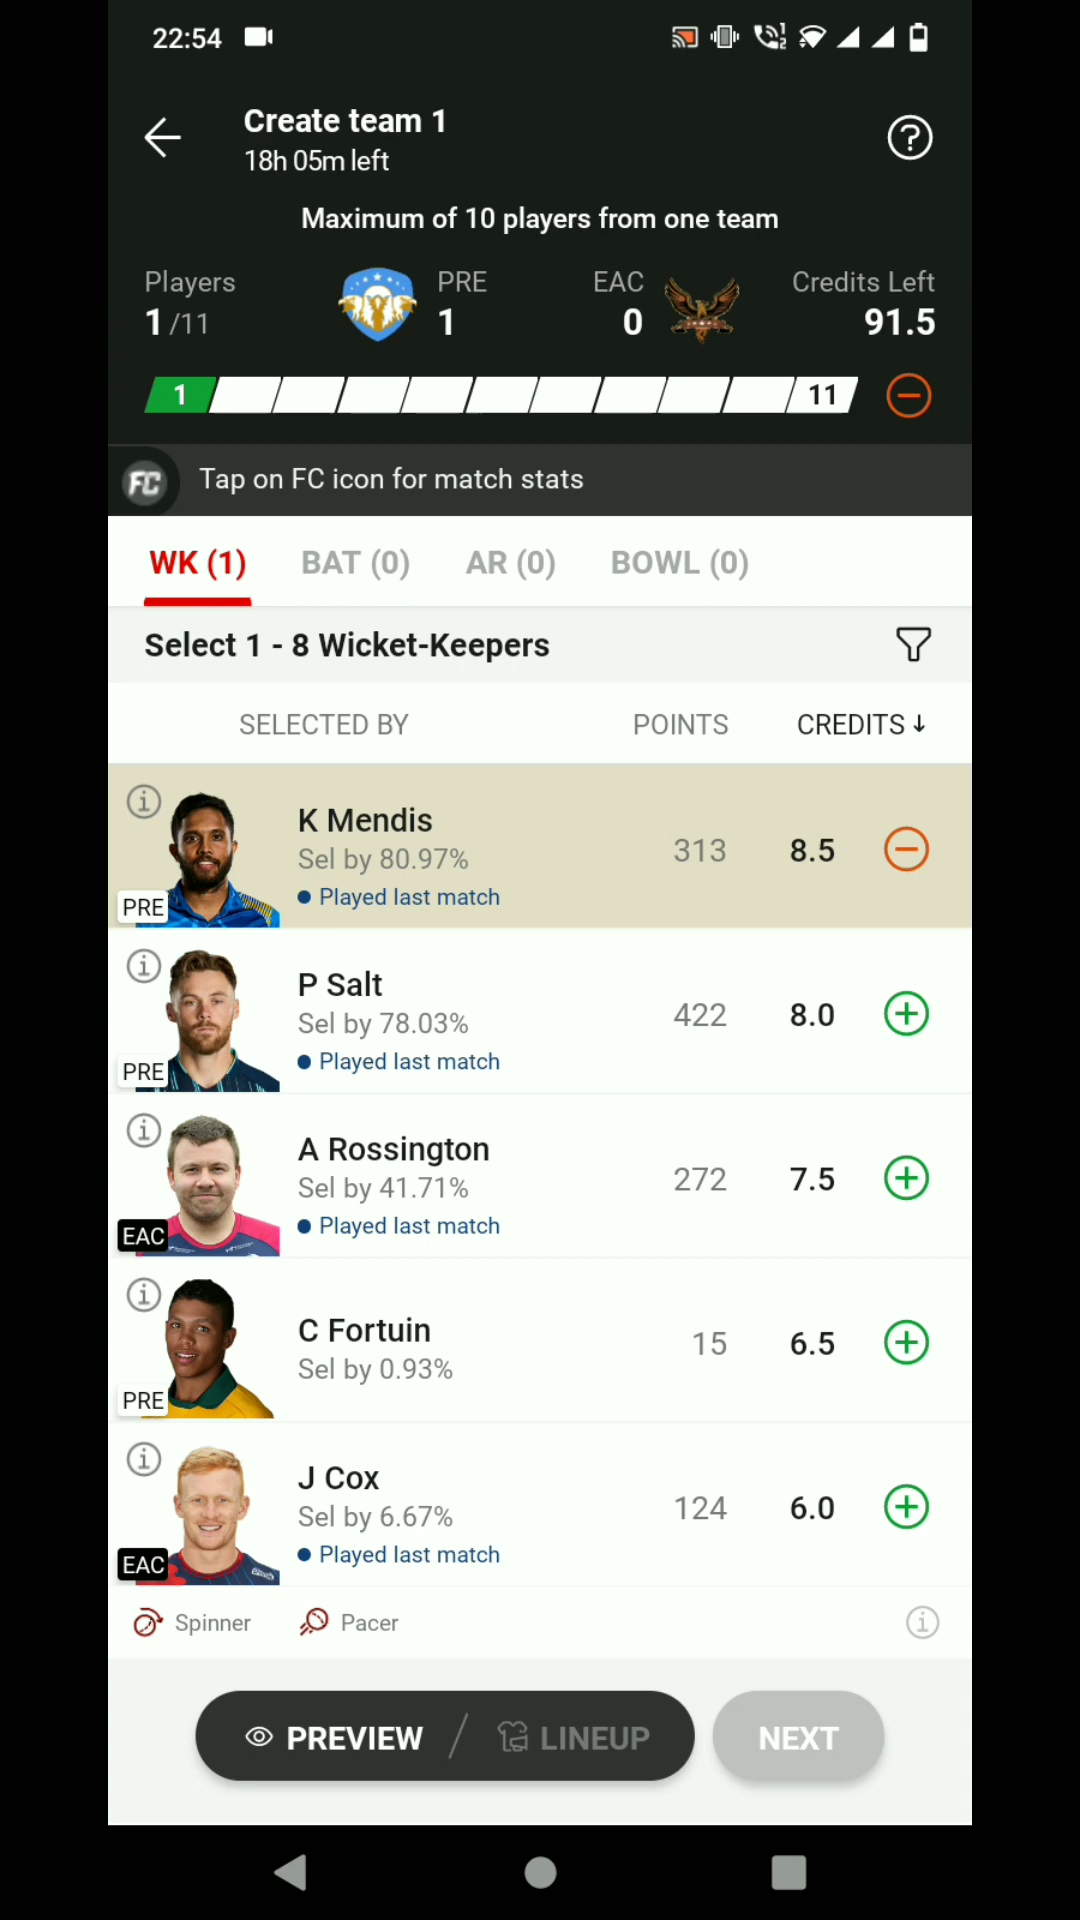 22:54
Create team 1
18h 05m left
Maximum of 10 players from one team
Players PRE EAC Credits Left
1 /11 1 0 91.5
1 11
FC Tap on FC icon for match stats
WK (1) BAT (0) AR (0) BOWL (0)
Select 1 - 8 Wicket-Keepers
SELECTED BY POINTS CREDITS ↓
K Mendis
Sel by 80.97% 313 8.5
Played last match
PRE
P Salt
Sel by 78.03% 422 8.0
Played last match
PRE
A Rossington
Sel by 41.71% 272 7.5
Played last match
EAC
C Fortuin
Sel by 0.93% 15 6.5
PRE
J Cox
Sel by 6.67% 124 6.0
Played last match
EAC
Spinner Pacer
PREVIEW / LINEUP NEXT